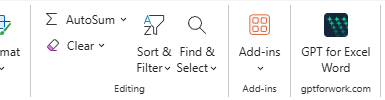 AutoSum
Clear
Sort &
Filter
Find &
Select
Add-ins
GPT for Excel
Word
mat
Editing
Add-ins
gptforwork.com